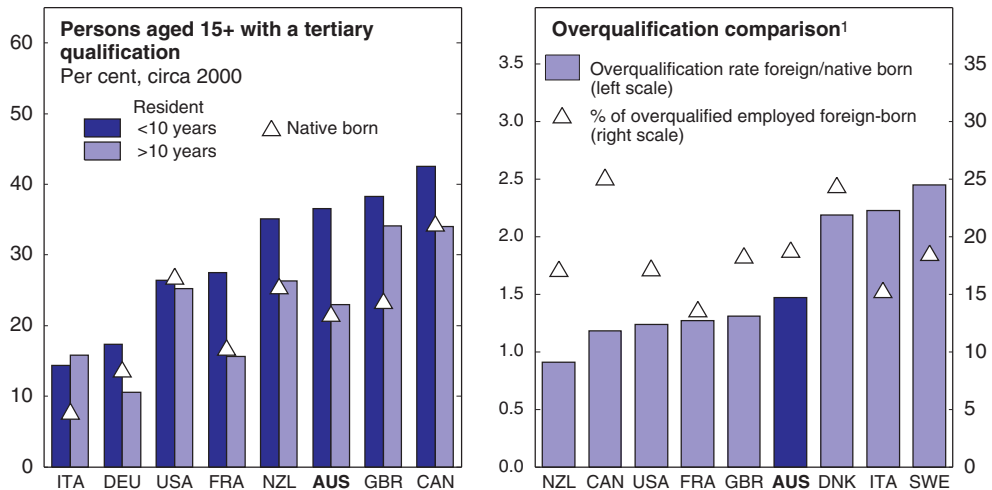 Persons aged 15+ with a tertiary
qualification
Per cent, circa 2000
Resident
<10 years
>10 years
Native born
60
50
40
30
20
10
0
ITA DEU USA FRA NZL AUS GBR CAN
Overqualification comparison¹
Overqualification rate foreign/native born
(left scale)
% of overqualified employed foreign-born
(right scale)
3.5
3.0
2.5
2.0
1.5
1.0
0.5
0.0
35
30
25
20
15
10
5
0
NZL CAN USA FRA GBR AUS DNK ITA SWE